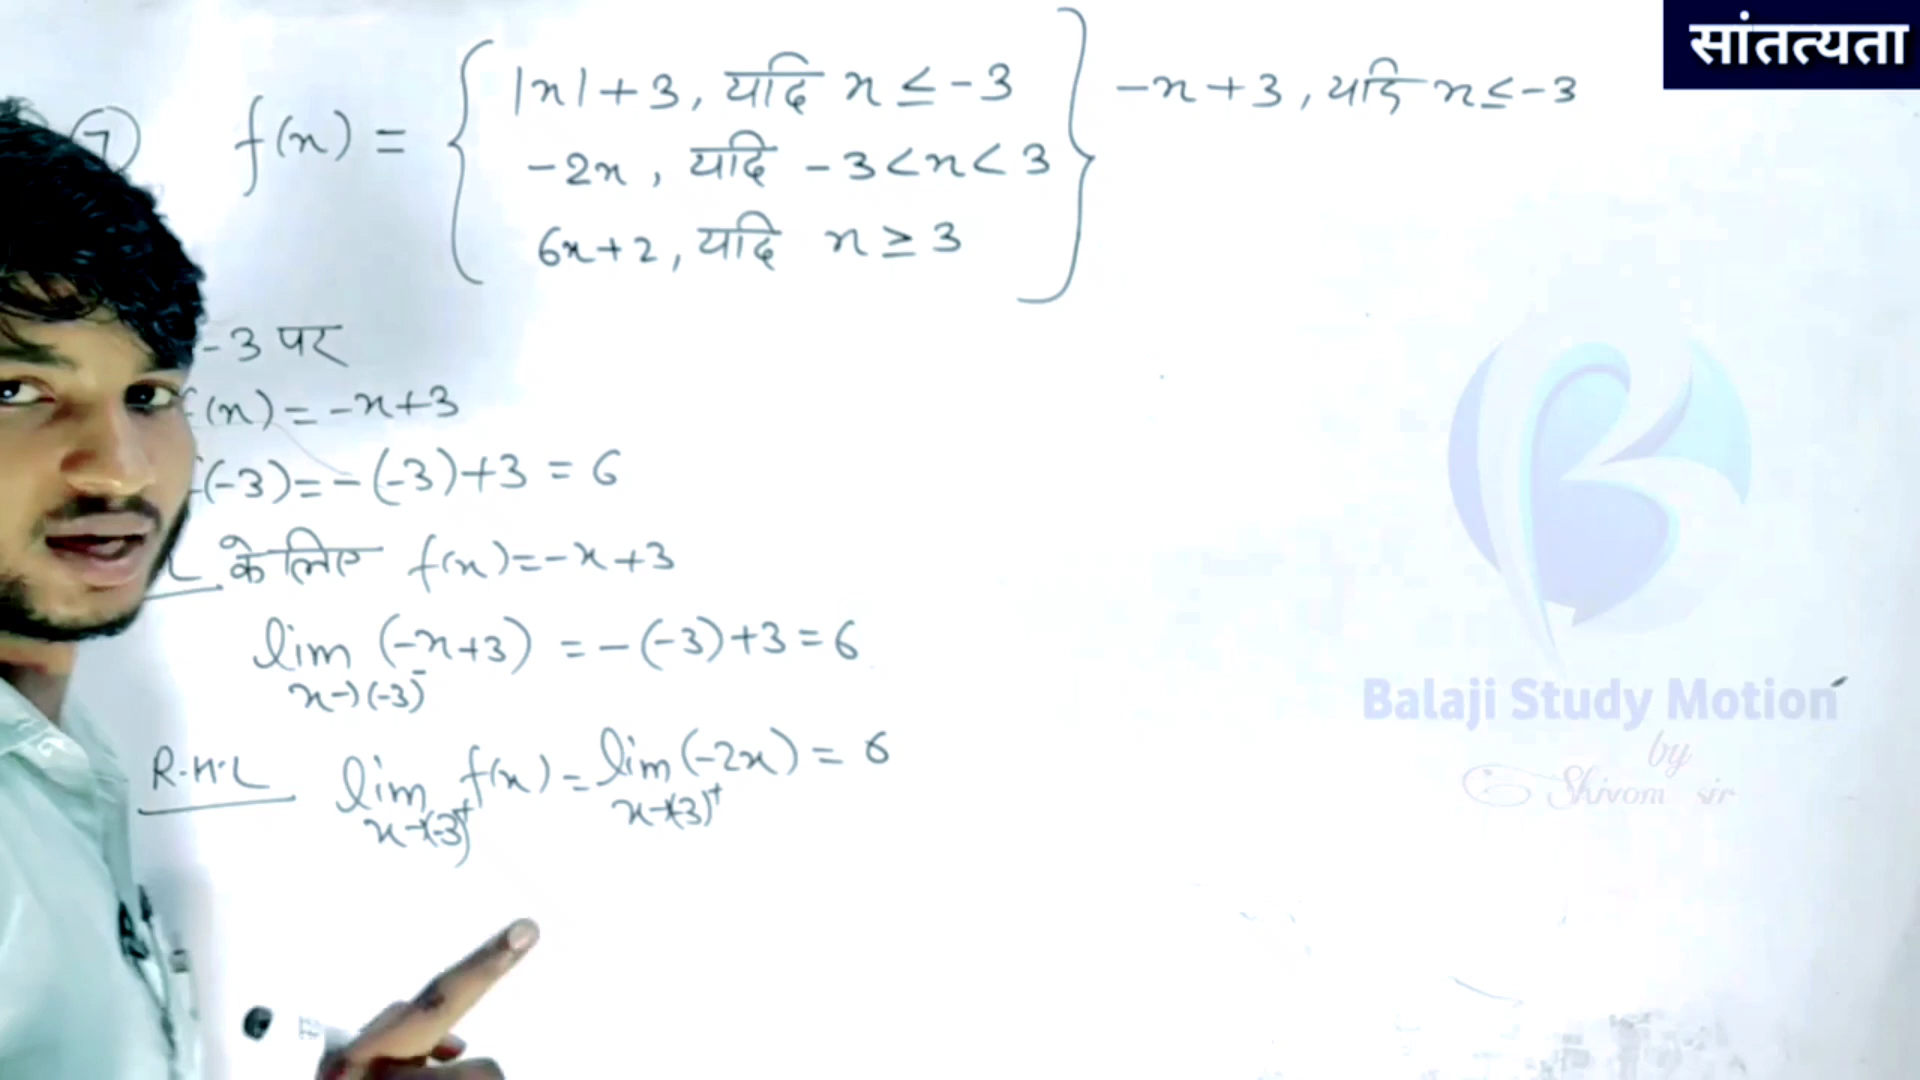 सांतत्यता
7) f(x) = { |x|+3, यदि x ≤ -3 } -x+3, यदि x ≤ -3
-2x, यदि -3<x<3
6x+2, यदि x ≥ 3
-3 पर
f(x) = -x+3
f(-3) = -(-3)+3 = 6
L के लिए f(x) = -x+3
lim (-x+3) = -(-3)+3 = 6
x→(-3)⁻
R.H.L lim f(x) = lim (-2x) = 6
x→(-3)⁺ x→(-3)⁺
Balaji Study Motion
by
Shivom sir